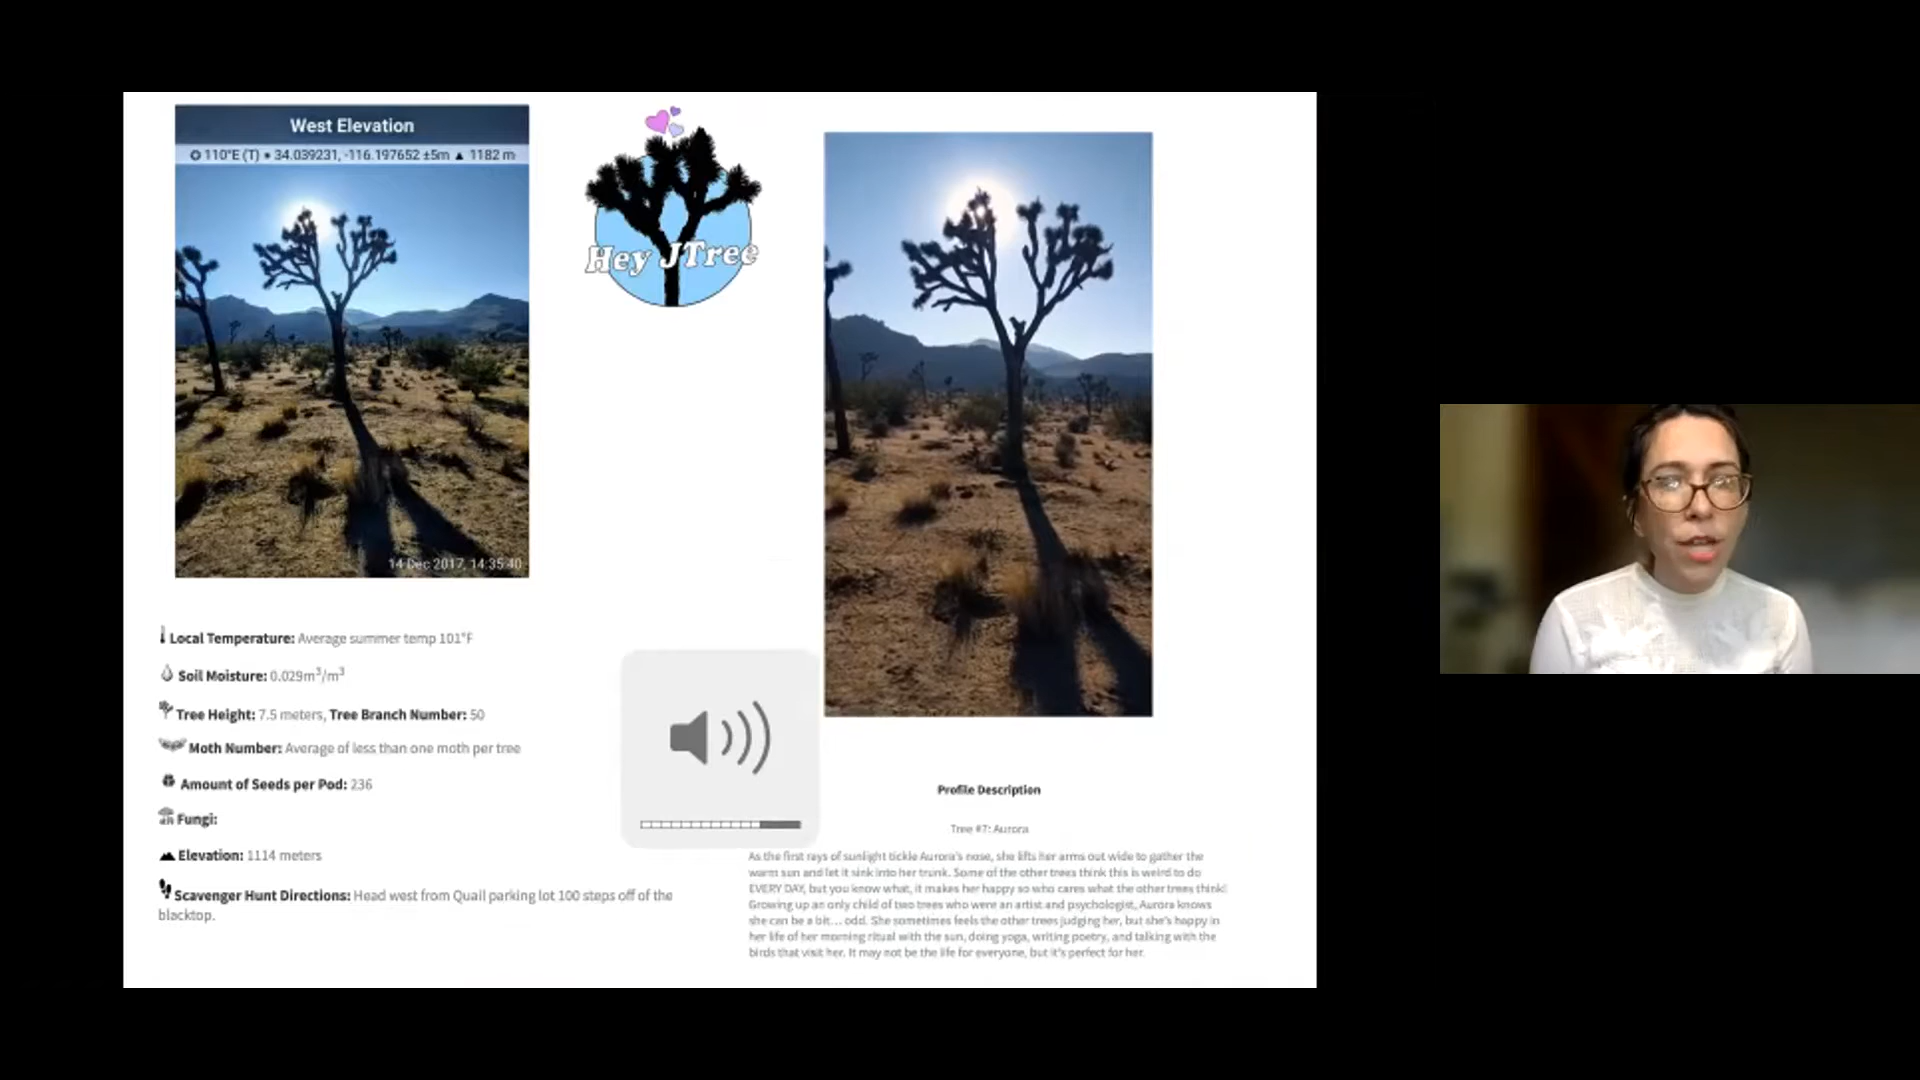 West Elevation
110°E (T) ● 34.039231, -116.197652 ±5m ▲ 1182 m
14 Dec 2017, 14:35:40
Hey JTree
Local Temperature: Average summer temp 101°F
Soil Moisture: 0.029m³/m³
Tree Height: 7.5 meters, Tree Branch Number: 50
Moth Number: Average of less than one moth per tree
Amount of Seeds per Pod: 236
Fungi:
Elevation: 1114 meters
Scavenger Hunt Directions: Head west from Quail parking lot 100 steps off of the
blacktop.
Profile Description
Tree #7: Aurora
As the first rays of sunlight tickle Aurora's nose, she lifts her arms out wide to gather the
warm sun and let it sink into her trunk. Some of the other trees think this is weird to do
EVERY DAY, but you know what, it makes her happy so who cares what the other trees think!
Growing up an only child of two trees who were an artist and psychologist, Aurora knows
she can be a bit... odd. She sometimes feels the other trees judging her, but she's happy in
her life of her morning ritual with the sun, doing yoga, writing poetry, and talking with the
birds that visit her. It may not be the life for everyone, but it's perfect for her.